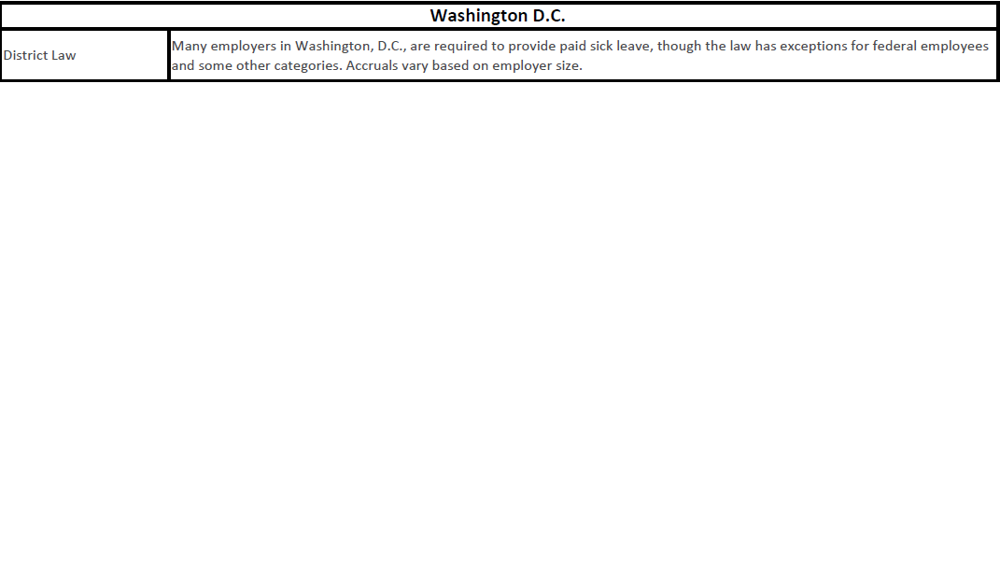 Washington D.C.
District Law
Many employers in Washington, D.C., are required to provide paid sick leave, though the law has exceptions for federal employees
and some other categories. Accruals vary based on employer size.